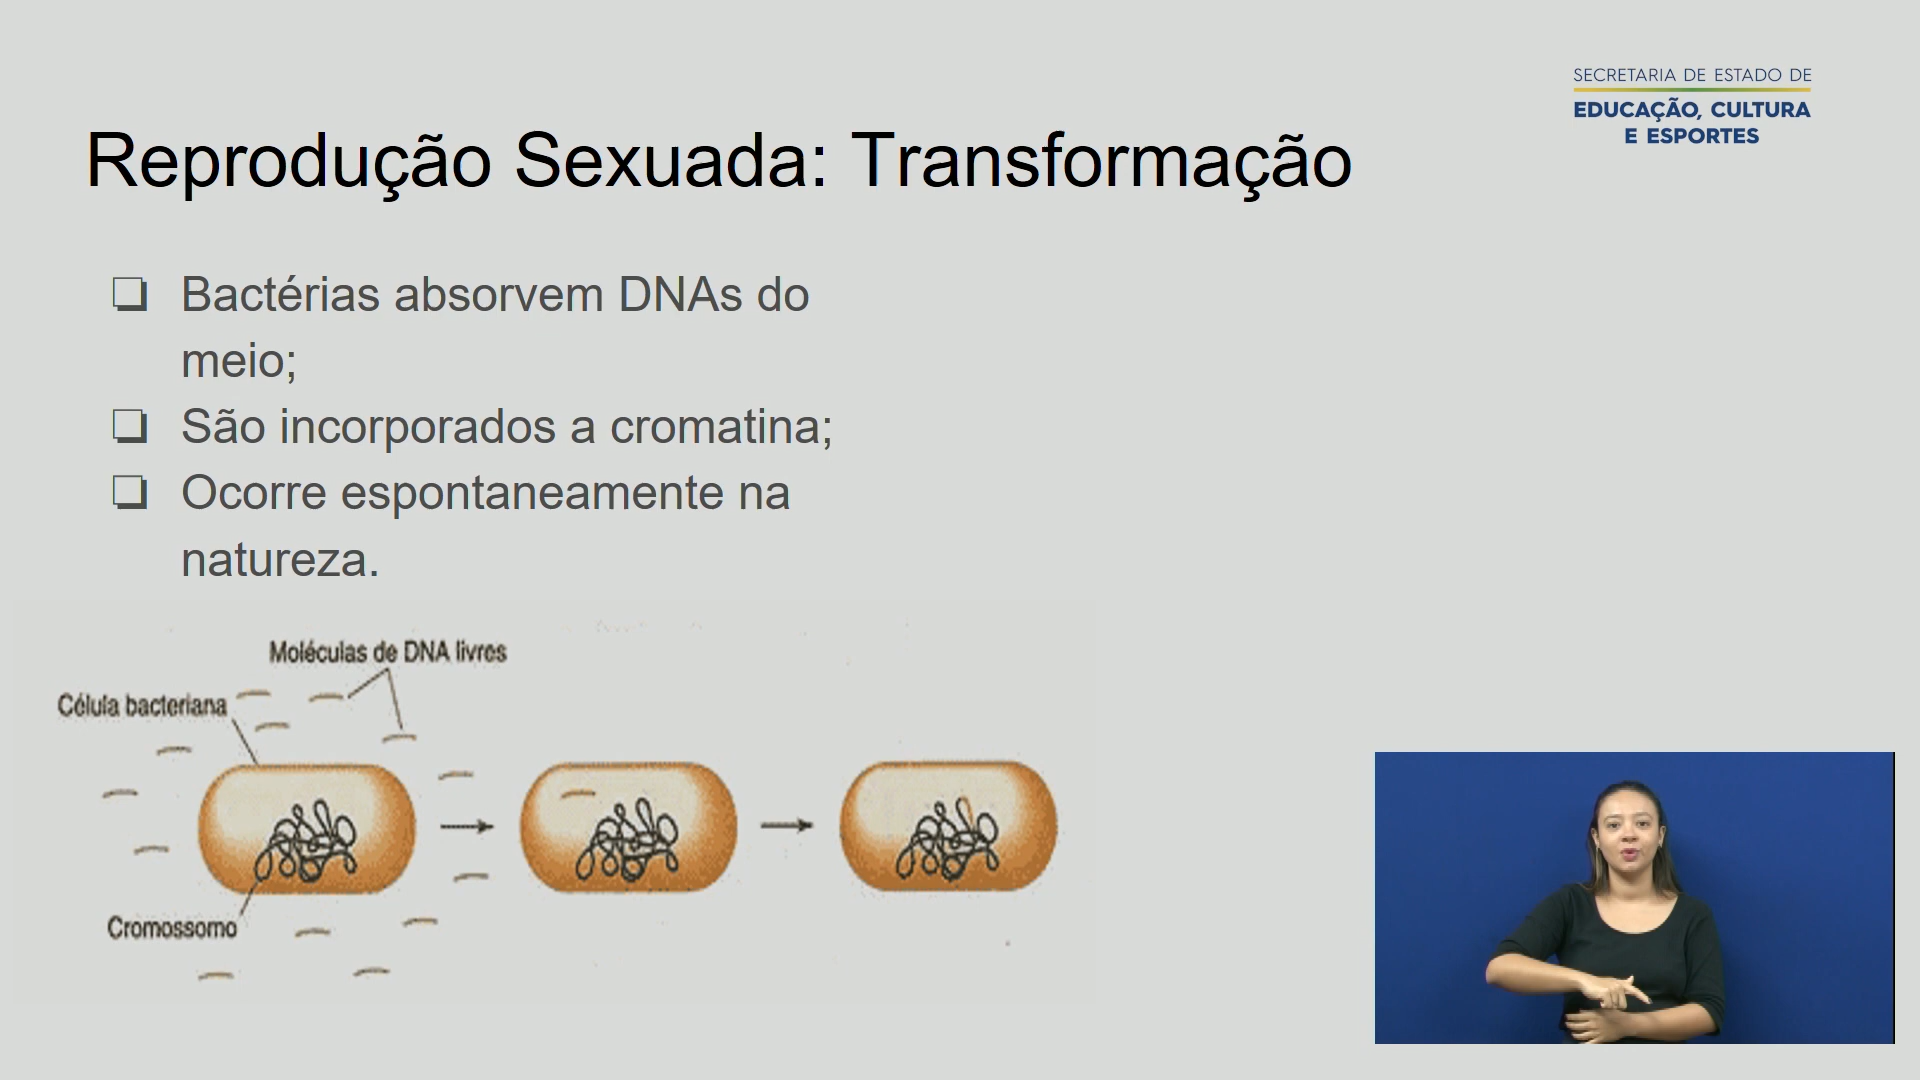 SECRETARIA DE ESTADO DE
EDUCAÇÃO, CULTURA
E ESPORTES
Reprodução Sexuada: Transformação
❏ Bactérias absorvem DNAs do
meio;
❏ São incorporados a cromatina;
❏ Ocorre espontaneamente na
natureza.
Moléculas de DNA livres
Célula bacteriana
Cromossomo